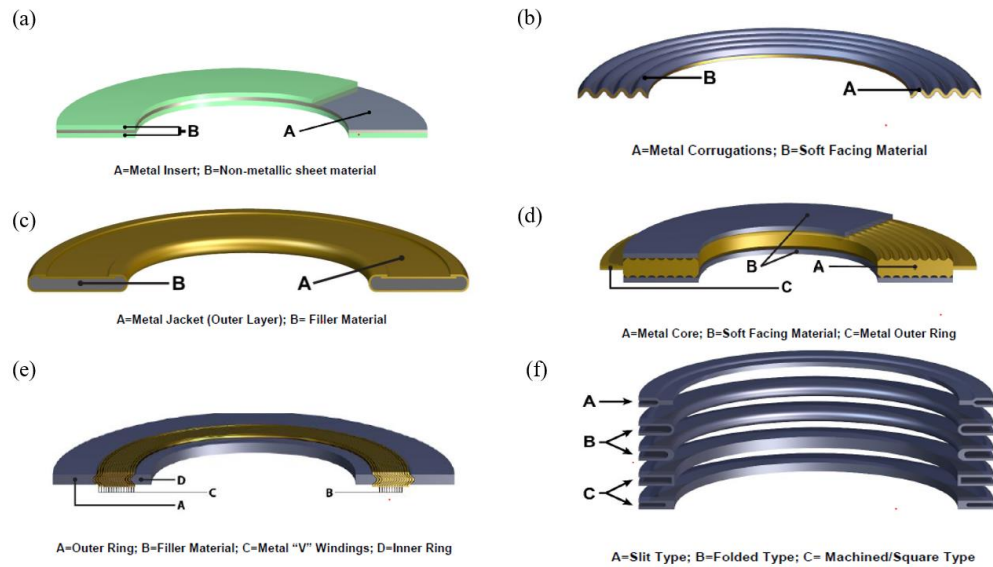 (a)
B
A
A=Metal Insert; B=Non-metallic sheet material
(b)
B
A
A=Metal Corrugations; B=Soft Facing Material
(c)
B
A
A=Metal Jacket (Outer Layer); B= Filler Material
(d)
B
A
C
A=Metal Core; B=Soft Facing Material; C=Metal Outer Ring
(e)
D
C
B
A
A=Outer Ring; B=Filler Material; C=Metal “V” Windings; D=Inner Ring
(f)
A
B
C
A=Slit Type; B=Folded Type; C= Machined/Square Type